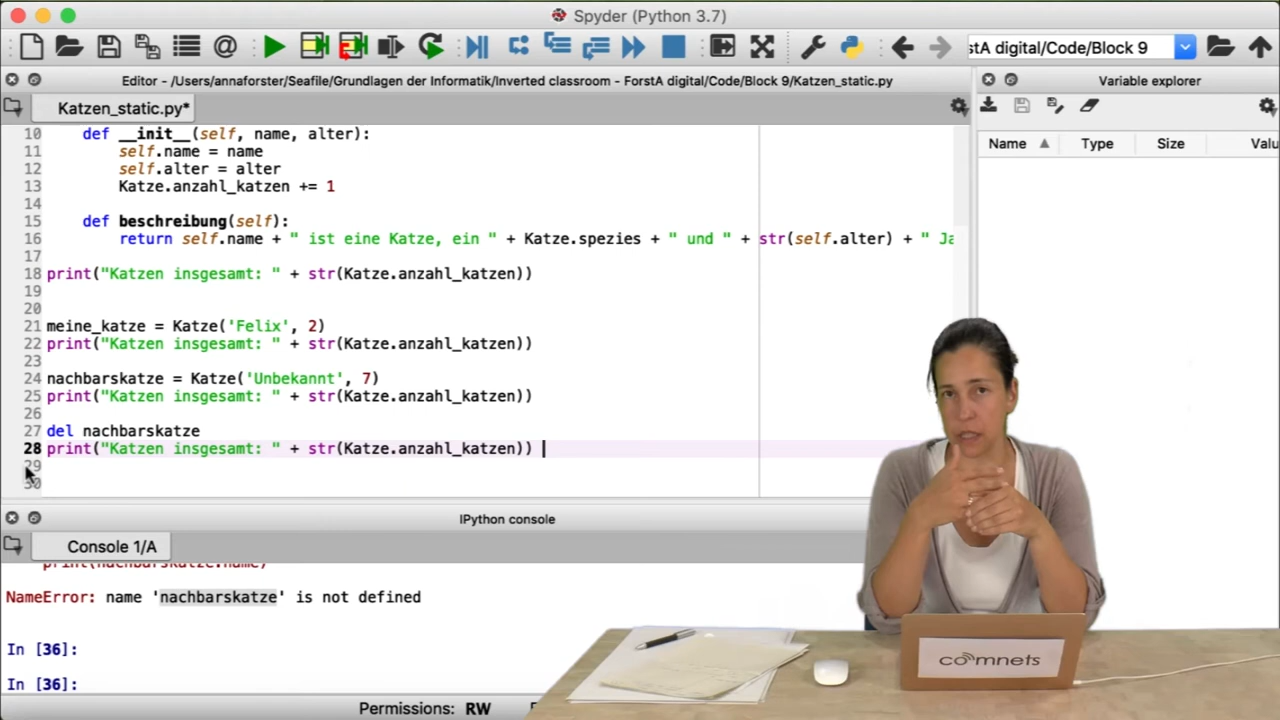 Spyder (Python 3.7)
stA digital/Code/Block 9
Editor - /Users/annaforster/Seafile/Grundlagen der Informatik/Inverted classroom - ForstA digital/Code/Block 9/Katzen_static.py
Variable explorer
Katzen_static.py*
Name Type Size Valu
10 def __init__(self, name, alter):
11 self.name = name
12 self.alter = alter
13 Katze.anzahl_katzen += 1
14
15 def beschreibung(self):
16 return self.name + " ist eine Katze, ein " + Katze.spezies + " und " + str(self.alter) + " Ja
17
18 print("Katzen insgesamt: " + str(Katze.anzahl_katzen))
19
20
21 meine_katze = Katze('Felix', 2)
22 print("Katzen insgesamt: " + str(Katze.anzahl_katzen))
23
24 nachbarskatze = Katze('Unbekannt', 7)
25 print("Katzen insgesamt: " + str(Katze.anzahl_katzen))
26
27 del nachbarskatze
28 print("Katzen insgesamt: " + str(Katze.anzahl_katzen))
29
30
IPython console
Console 1/A
print(nachbarskatze.name)
NameError: name 'nachbarskatze' is not defined
In [36]:
In [36]:
Permissions: RW
comnets